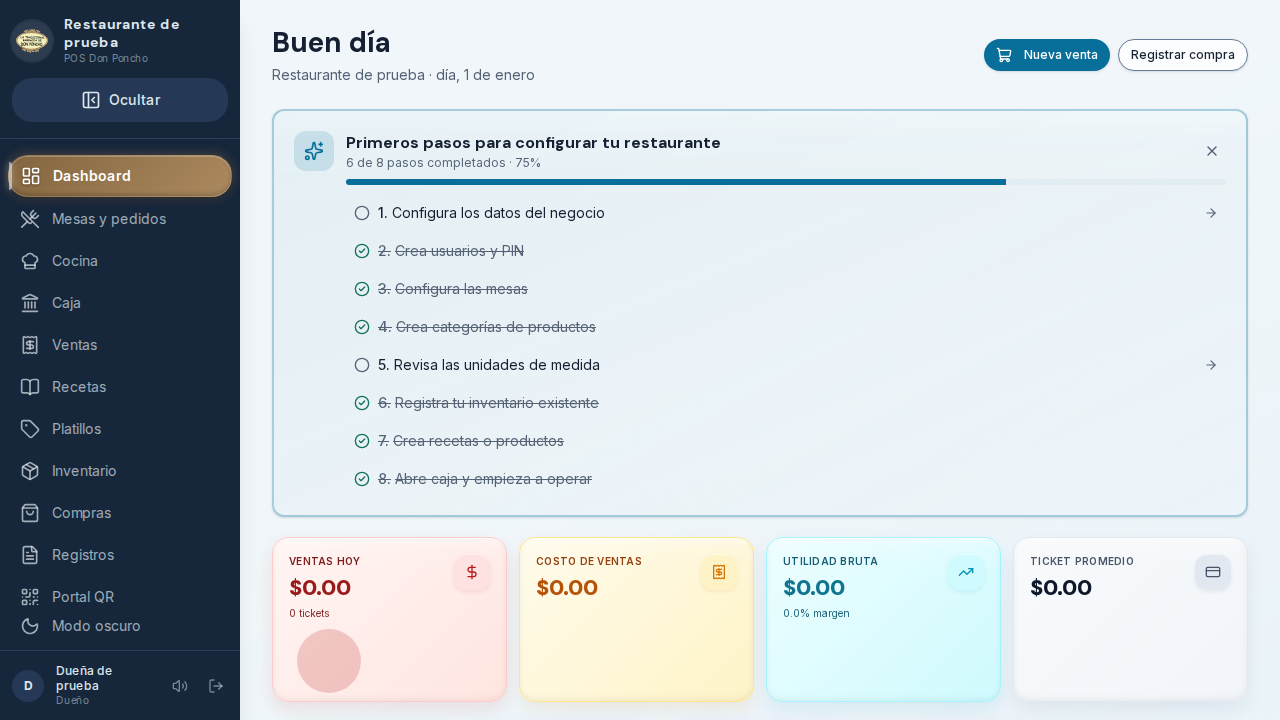 Restaurante de
prueba
POS Don Poncho
Ocultar
Dashboard
Mesas y pedidos
Cocina
Caja
Ventas
Recetas
Platillos
Inventario
Compras
Registros
Portal QR
Modo oscuro
D
Dueña de
prueba
Dueño
Buen día
Restaurante de prueba · día, 1 de enero
Nueva venta
Registrar compra
Primeros pasos para configurar tu restaurante
6 de 8 pasos completados · 75%
1. Configura los datos del negocio
2. Crea usuarios y PIN
3. Configura las mesas
4. Crea categorías de productos
5. Revisa las unidades de medida
6. Registra tu inventario existente
7. Crea recetas o productos
8. Abre caja y empieza a operar
VENTAS HOY
$0.00
0 tickets
COSTO DE VENTAS
$0.00
UTILIDAD BRUTA
$0.00
0.0% margen
TICKET PROMEDIO
$0.00